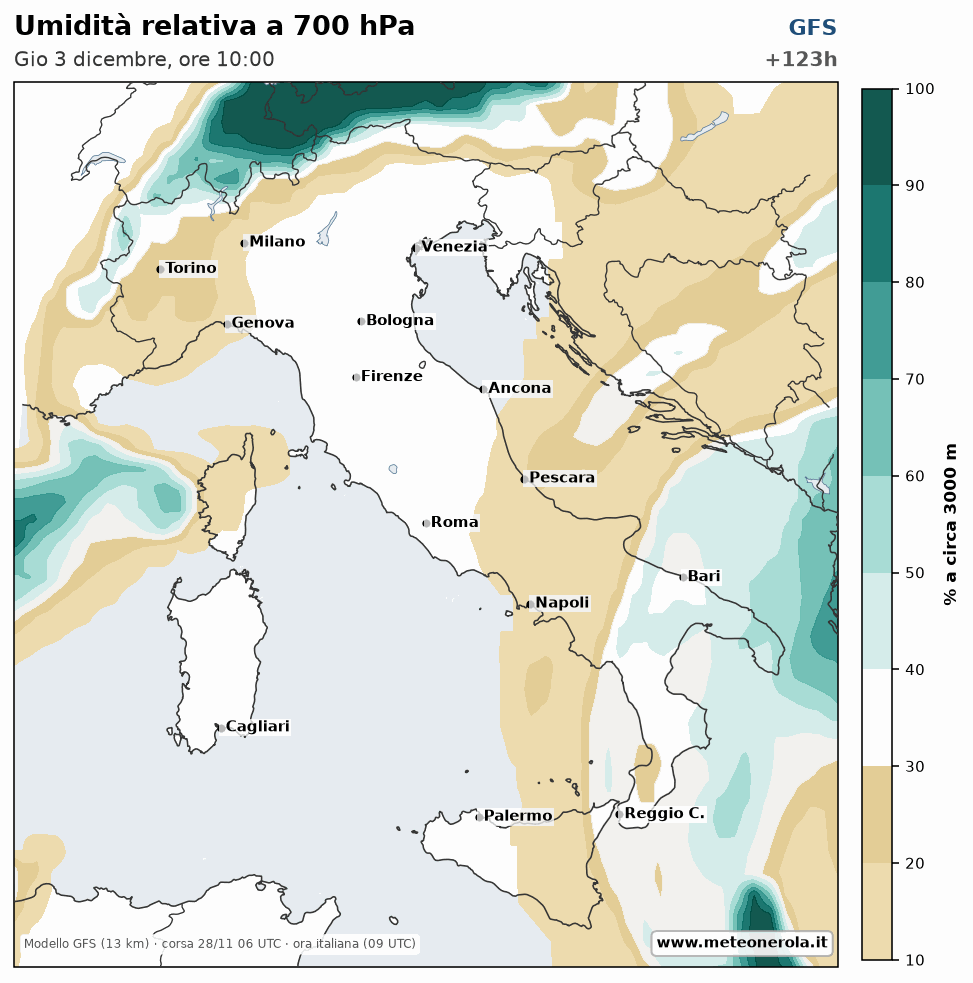 Umidità relativa a 700 hPa
GFS
Gio 3 dicembre, ore 10:00
+123h
Milano
Venezia
Torino
Genova
Bologna
Firenze
Ancona
Pescara
Roma
Bari
Napoli
Cagliari
Palermo
Reggio C.
100
90
80
70
60
50
40
30
20
10
% a circa 3000 m
Modello GFS (13 km) · corsa 28/11 06 UTC · ora italiana (09 UTC)
www.meteonerola.it